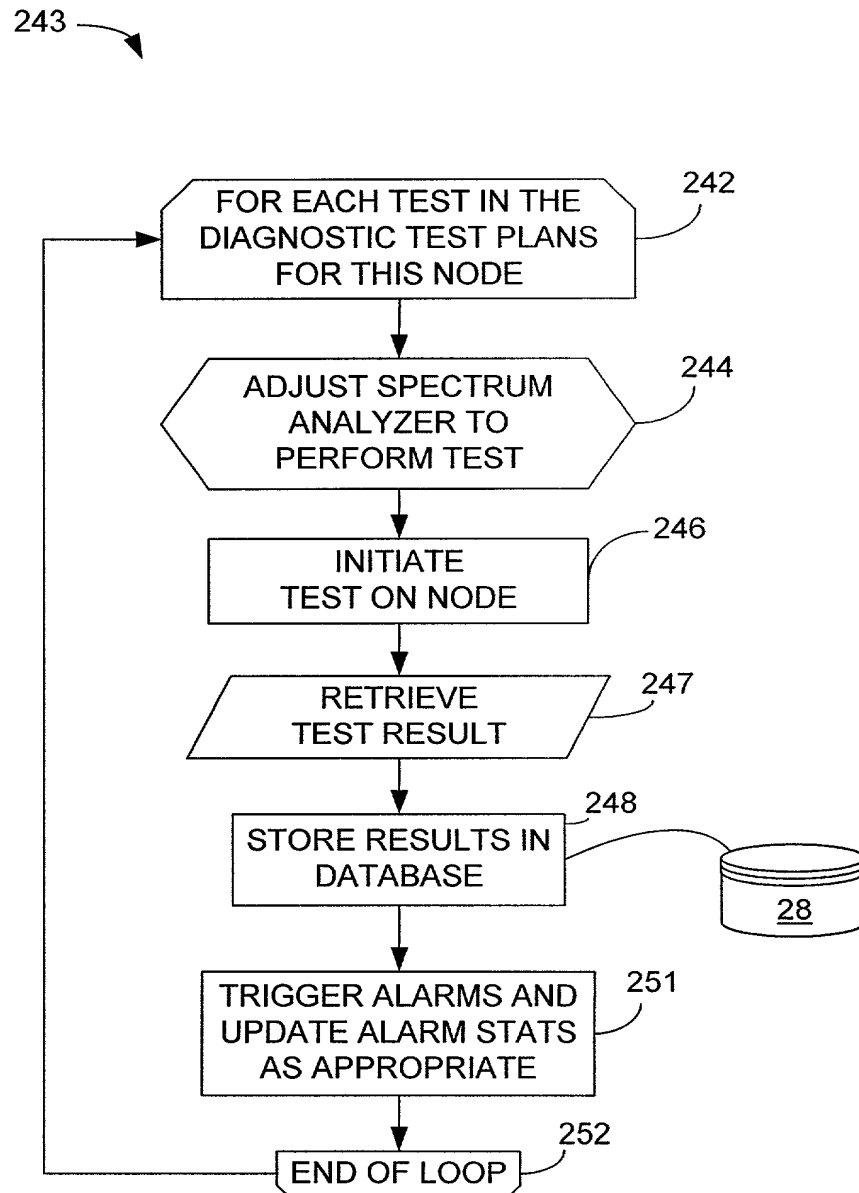 243
FOR EACH TEST IN THE
DIAGNOSTIC TEST PLANS
FOR THIS NODE
242
ADJUST SPECTRUM
ANALYZER TO
PERFORM TEST
244
INITIATE
TEST ON NODE
246
RETRIEVE
TEST RESULT
247
STORE RESULTS IN
DATABASE
248
28
TRIGGER ALARMS AND
UPDATE ALARM STATS
AS APPROPRIATE
251
END OF LOOP
252